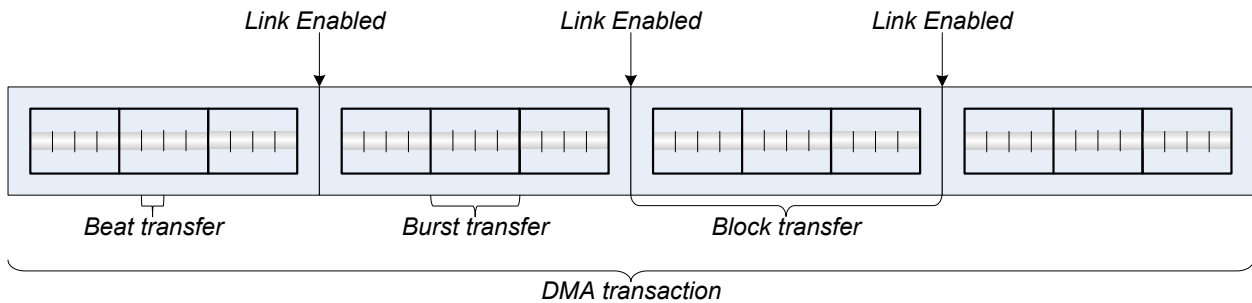 Link Enabled Link Enabled Link Enabled
Beat transfer Burst transfer Block transfer
DMA transaction